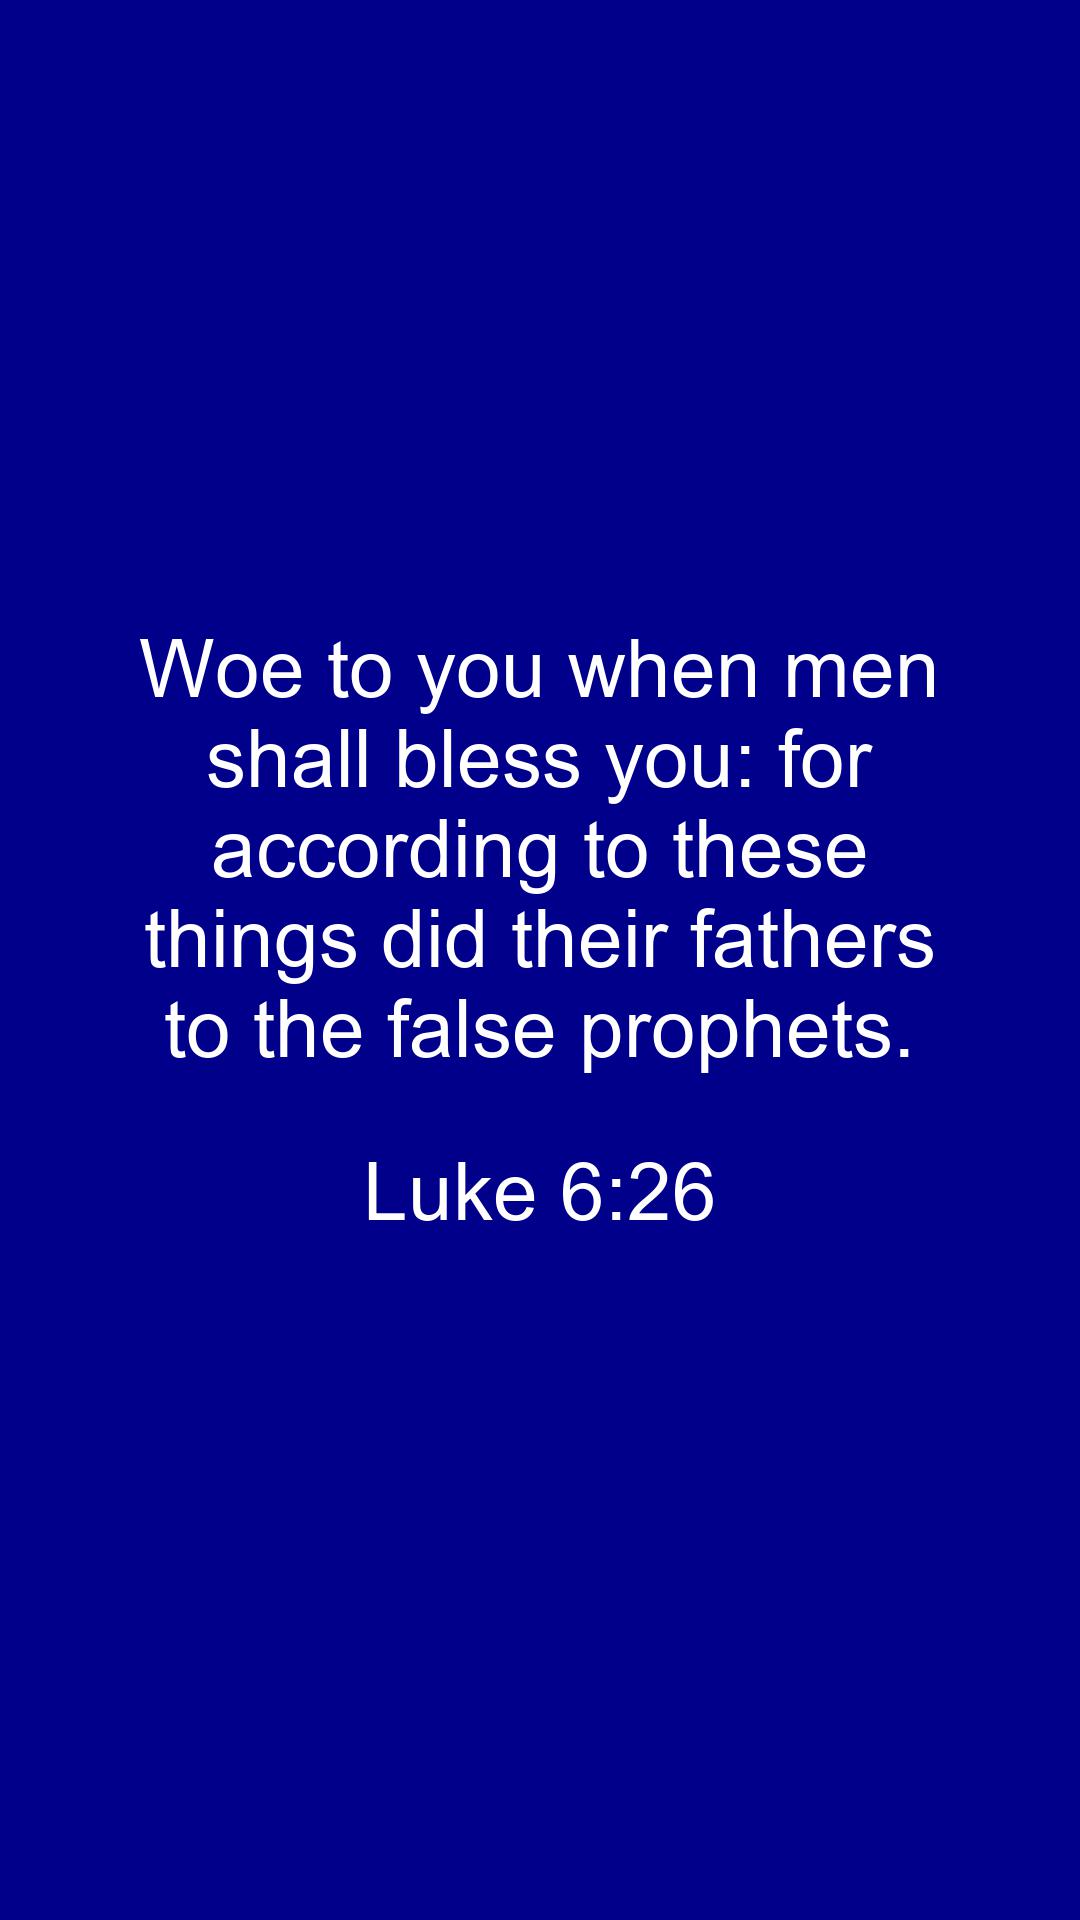 Woe to you when men
shall bless you: for
according to these
things did their fathers
to the false prophets.
Luke 6:26